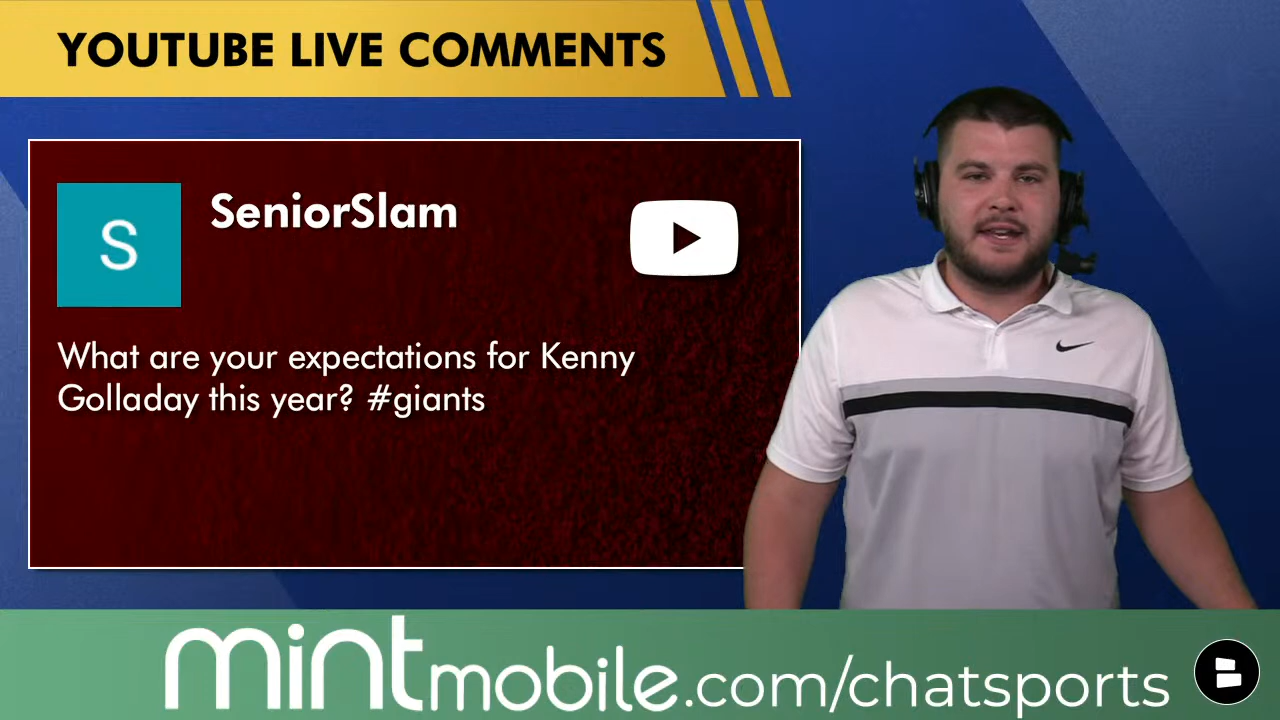 YOUTUBE LIVE COMMENTS
S
SeniorSlam
What are your expectations for Kenny
Golladay this year? #giants
mintmobile.com/chatsports